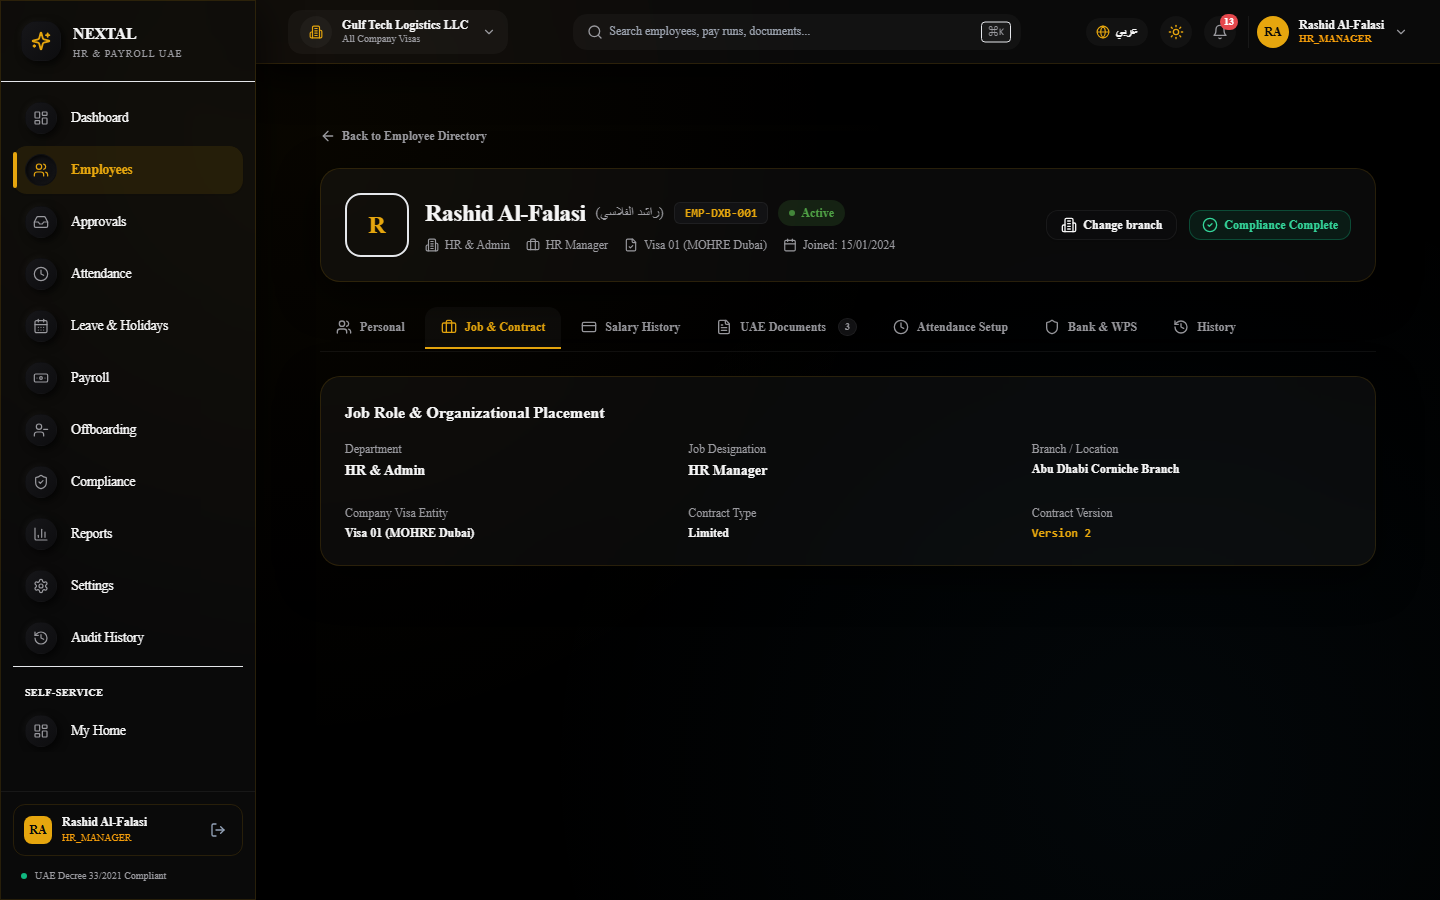 NEXTAL
HR & PAYROLL UAE
Dashboard
Employees
Approvals
Attendance
Leave & Holidays
Payroll
Offboarding
Compliance
Reports
Settings
Audit History
SELF-SERVICE
My Home
RA
Rashid Al-Falasi
HR_MANAGER
UAE Decree 33/2021 Compliant
Gulf Tech Logistics LLC
All Company Visas
Search employees, pay runs, documents...
⌘K
عربي
13
RA
Rashid Al-Falasi
HR_MANAGER
Back to Employee Directory
R
Rashid Al-Falasi (راشد الفلاسي) EMP-DXB-001 Active
HR & Admin HR Manager Visa 01 (MOHRE Dubai) Joined: 15/01/2024
Change branch
Compliance Complete
Personal Job & Contract Salary History UAE Documents 3 Attendance Setup Bank & WPS History
Job Role & Organizational Placement
Department Job Designation Branch / Location
HR & Admin HR Manager Abu Dhabi Corniche Branch
Company Visa Entity Contract Type Contract Version
Visa 01 (MOHRE Dubai) Limited Version 2